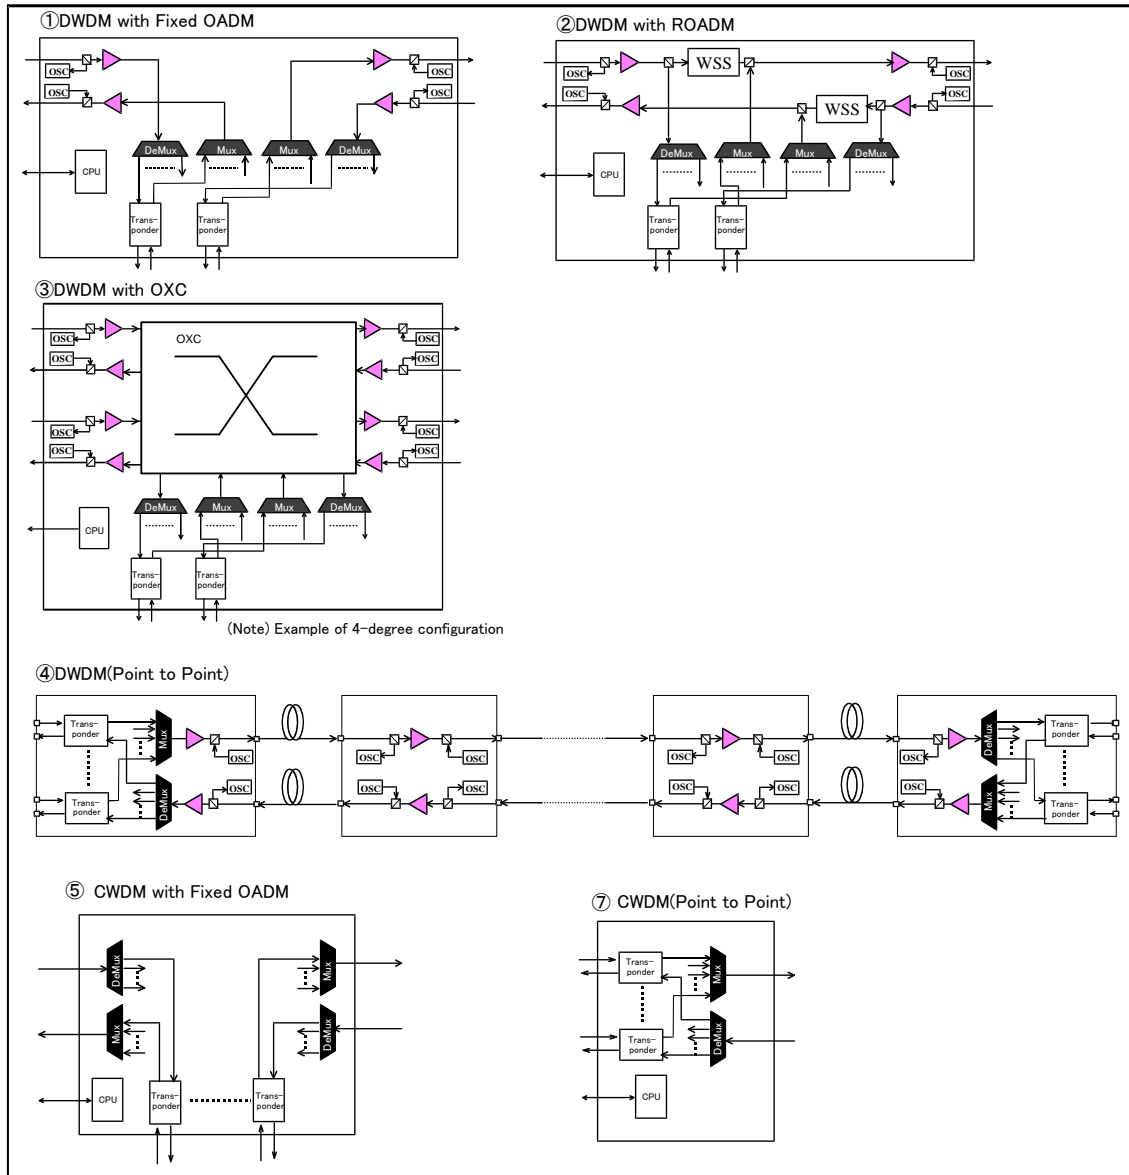 ①DWDM with Fixed OADM
OSC
OSC
OSC
OSC
DeMux
Mux
Mux
DeMux
CPU
Trans-
ponder
Trans-
ponder
②DWDM with ROADM
OSC
WSS
OSC
OSC
WSS
OSC
DeMux
Mux
Mux
DeMux
CPU
Trans-
ponder
Trans-
ponder
③DWDM with OXC
OXC
OSC
OSC
OSC
OSC
OSC
OSC
OSC
OSC
DeMux
Mux
Mux
DeMux
CPU
Trans-
ponder
Trans-
ponder
(Note) Example of 4-degree configuration
④DWDM(Point to Point)
Trans-
ponder
Mux
OSC
Trans-
ponder
DeMux
OSC
OSC
OSC
OSC
OSC
OSC
OSC
OSC
OSC
OSC
DeMux
Trans-
ponder
OSC
Mux
Trans-
ponder
⑤ CWDM with Fixed OADM
DeMux
Mux
Mux
DeMux
CPU
Trans-
ponder
Trans-
ponder
⑦ CWDM(Point to Point)
Trans-
ponder
Mux
Trans-
ponder
DeMux
CPU